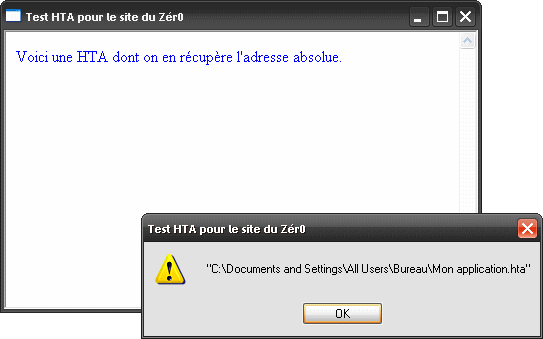 Test HTA pour le site du Zér0
Voici une HTA dont on en récupère l'adresse absolue.
Test HTA pour le site du Zér0
"C:\Documents and Settings\All Users\Bureau\Mon application.hta"
OK